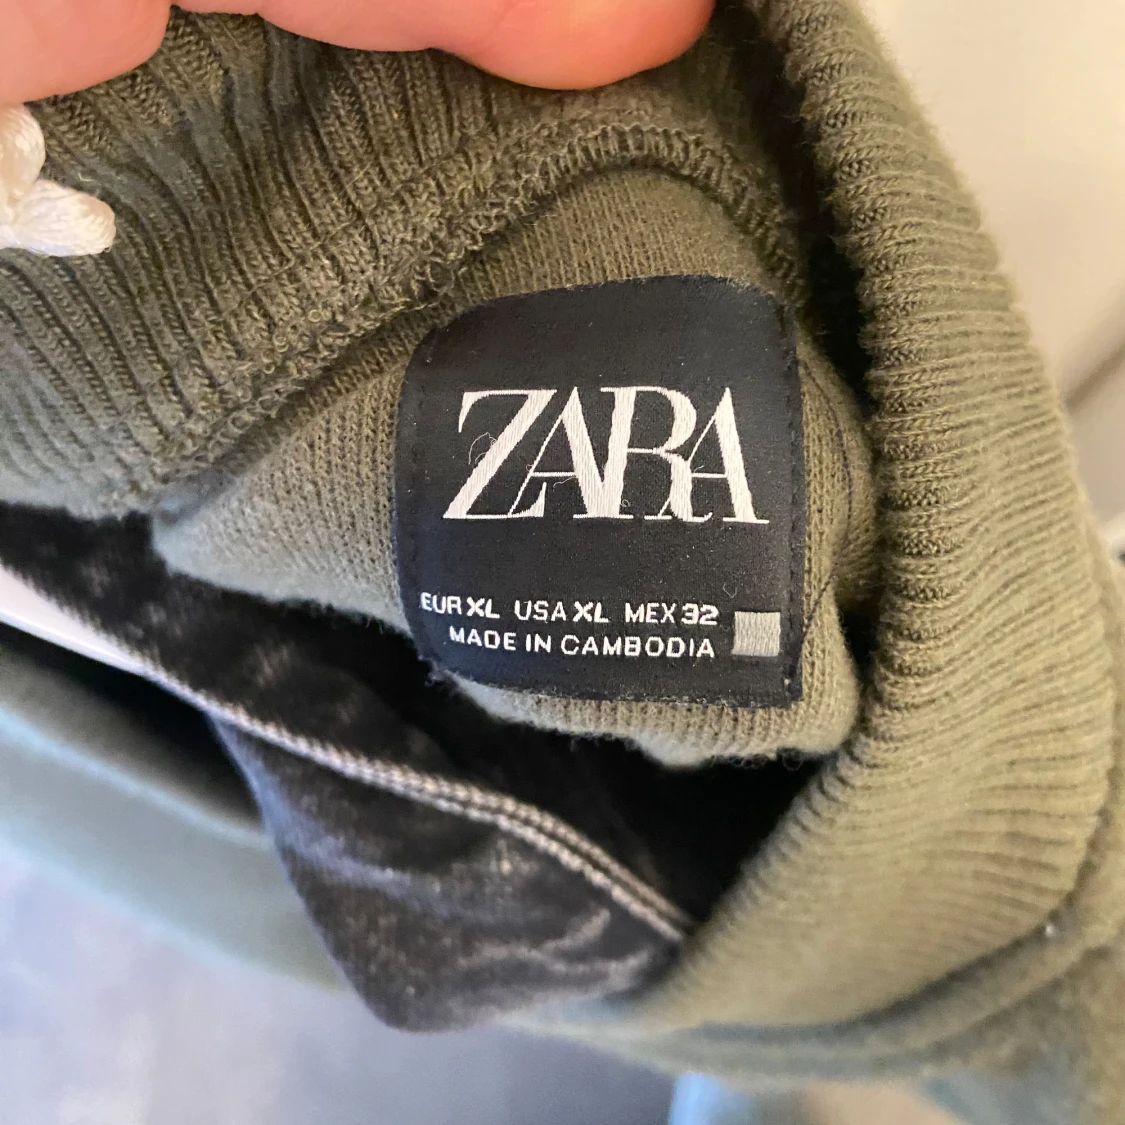 ZARA
EUR XL USA XL MEX 32
MADE IN CAMBODIA